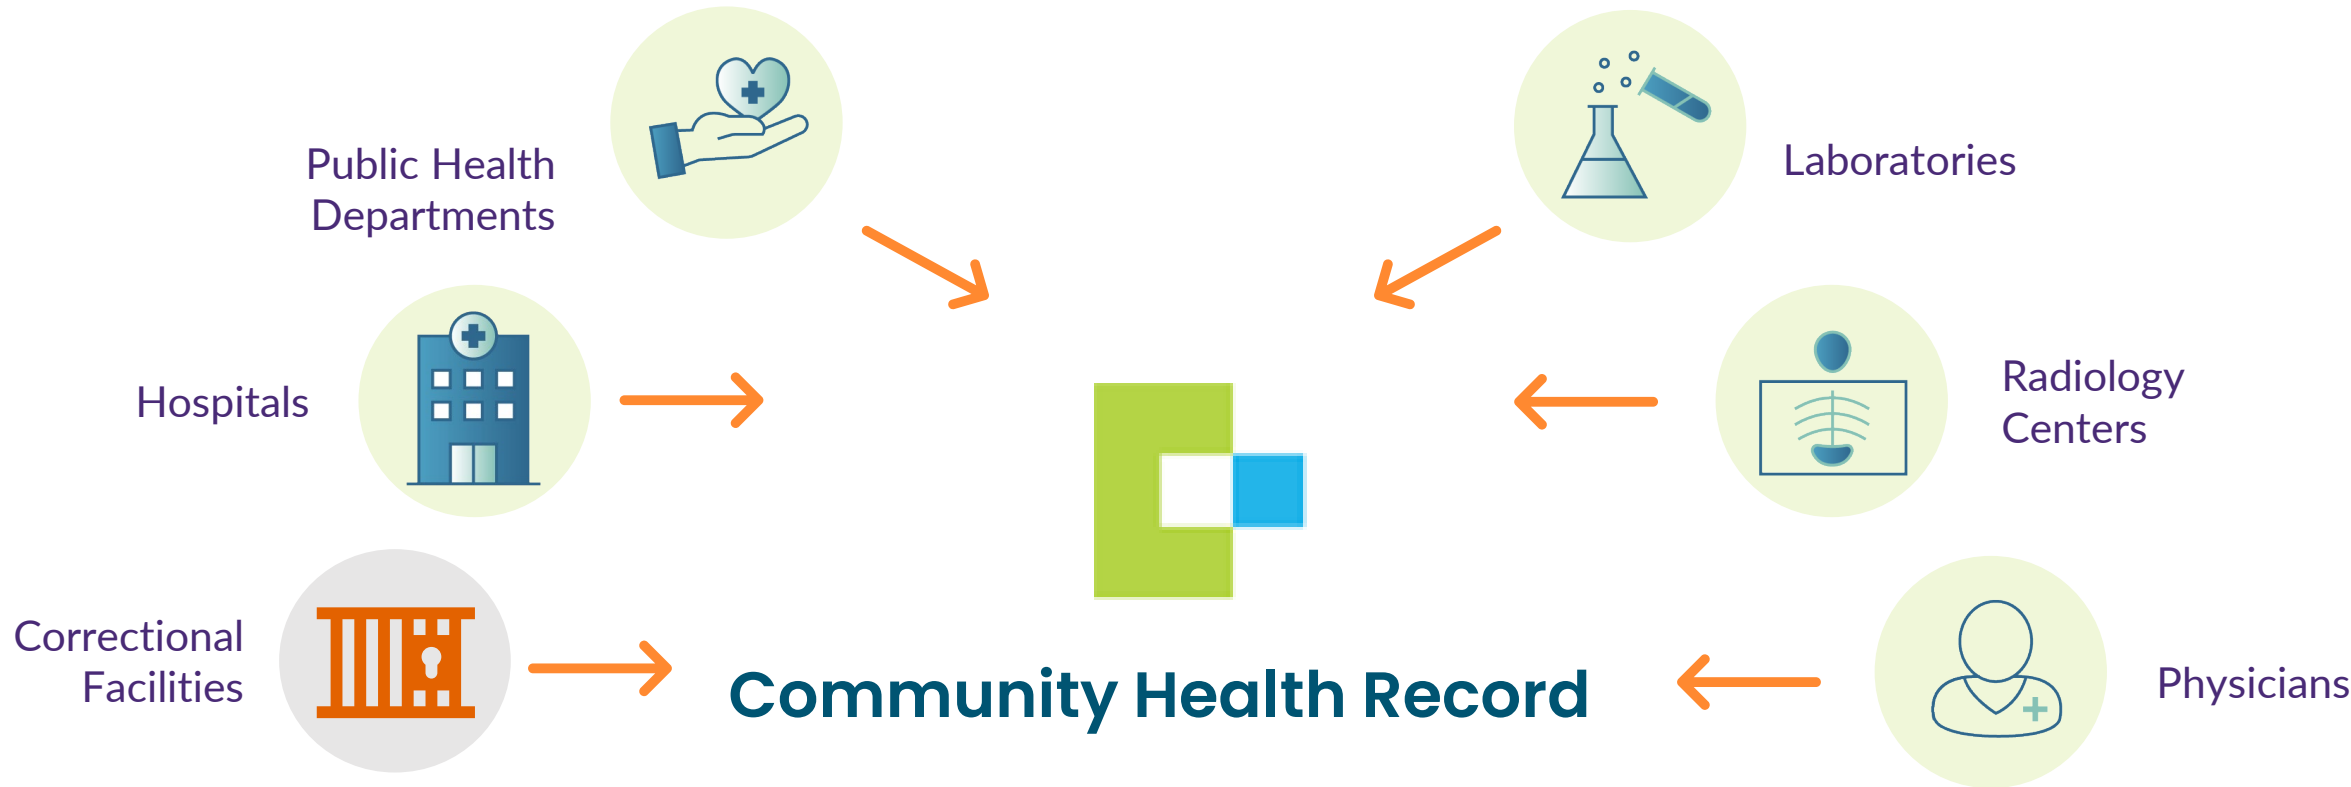 Public Health
Departments
Laboratories
Hospitals
Radiology
Centers
Correctional
Facilities
Community Health Record
Physicians